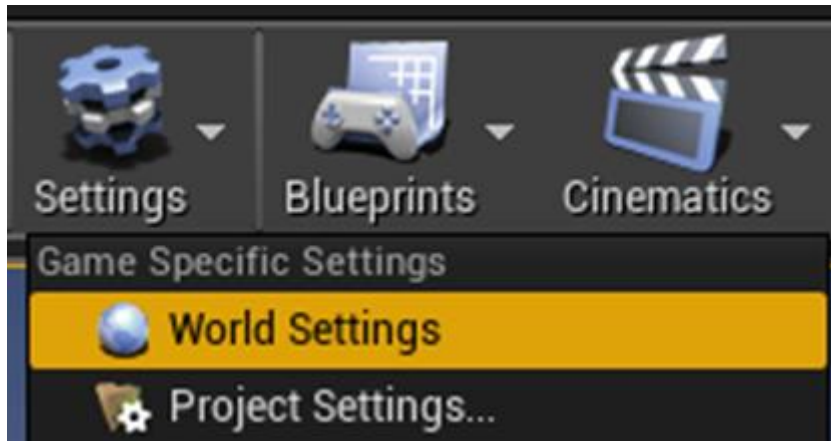 Settings
Blueprints
Cinematics
Game Specific Settings
World Settings
Project Settings...